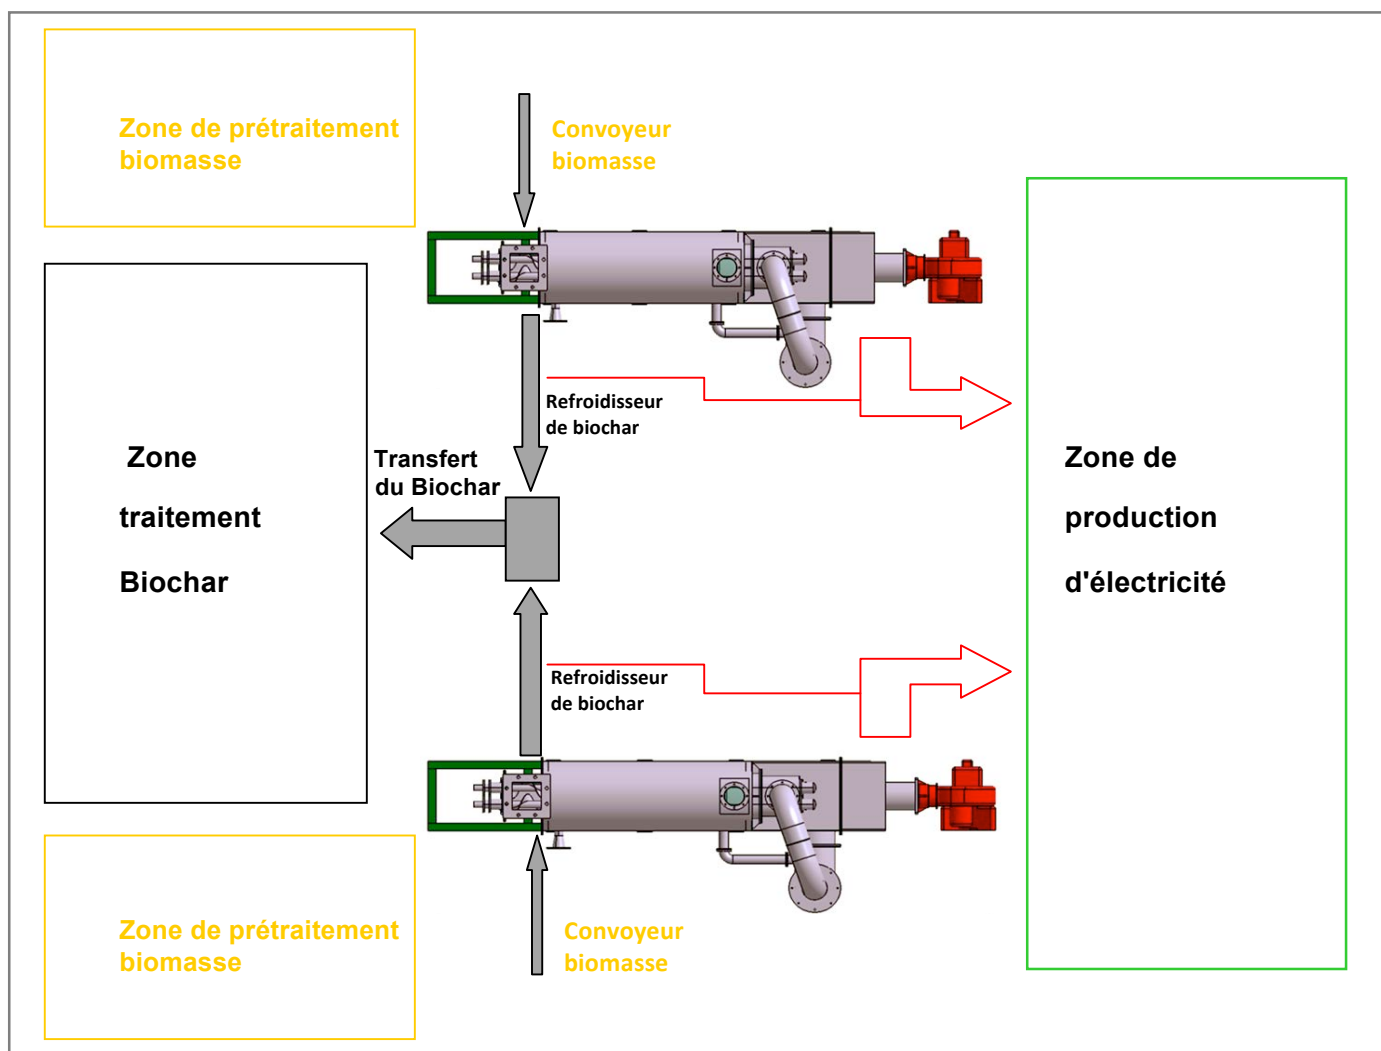 Zone de prétraitement
biomasse
Convoyeur
biomasse
Refroidisseur
de biochar
Zone
traitement
Biochar
Transfert
du Biochar
Zone de
production
d'électricité
Refroidisseur
de biochar
Zone de prétraitement
biomasse
Convoyeur
biomasse